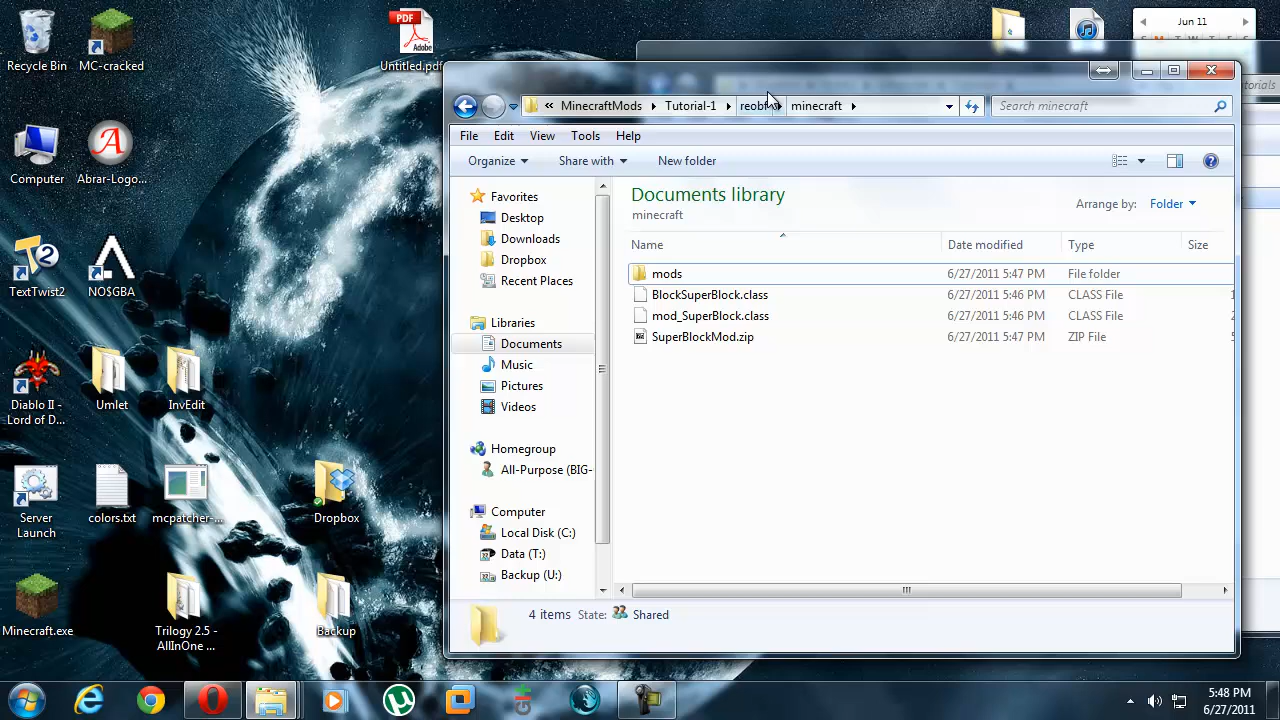 Recycle Bin
MC-cracked
PDF
Adobe
Untitled.pdf
Computer
Abrar-Logo...
TextTwist2
NO$GBA
Diablo II -
Lord of D...
Umlet
InvEdit
Server
Launch
colors.txt
mcpatcher-...
Dropbox
Minecraft.exe
Trilogy 2.5 -
AllInOne ...
Backup
Jun 11
S M T W T F S
MinecraftMods
Tutorial-1
reobf
minecraft
Search minecraft
File Edit View Tools Help
Organize Share with New folder
Favorites
Desktop
Downloads
Dropbox
Recent Places
Libraries
Documents
Music
Pictures
Videos
Homegroup
All-Purpose (BIG-
Computer
Local Disk (C:)
Data (T:)
Backup (U:)
Documents library
minecraft
Arrange by: Folder
Name Date modified Type Size
mods 6/27/2011 5:47 PM File folder
BlockSuperBlock.class 6/27/2011 5:46 PM CLASS File
mod_SuperBlock.class 6/27/2011 5:46 PM CLASS File
SuperBlockMod.zip 6/27/2011 5:47 PM ZIP File
4 items State: Shared
5:48 PM
6/27/2011